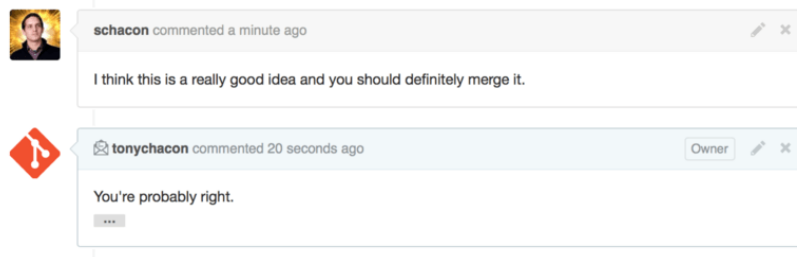 schacon commented a minute ago
I think this is a really good idea and you should definitely merge it.
tonychacon commented 20 seconds ago
Owner
You're probably right.
...